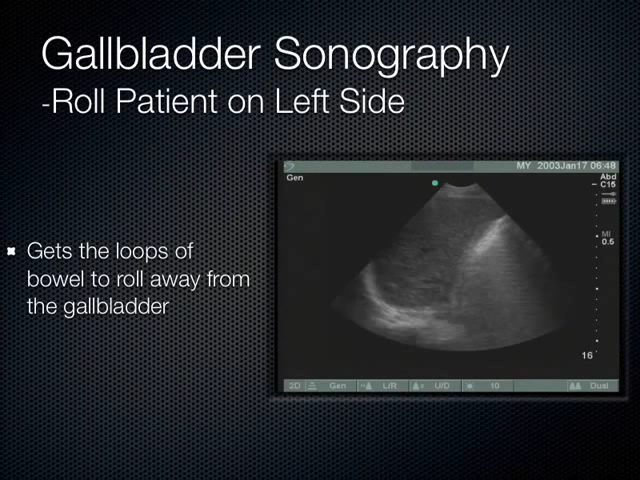 Gallbladder Sonography
-Roll Patient on Left Side
MY 2003Jan17 06:48
Gen
Abd
C15
MI
0.5
Gets the loops of
bowel to roll away from
the gallbladder
16
2D Gen L/R U/D 10 Dual